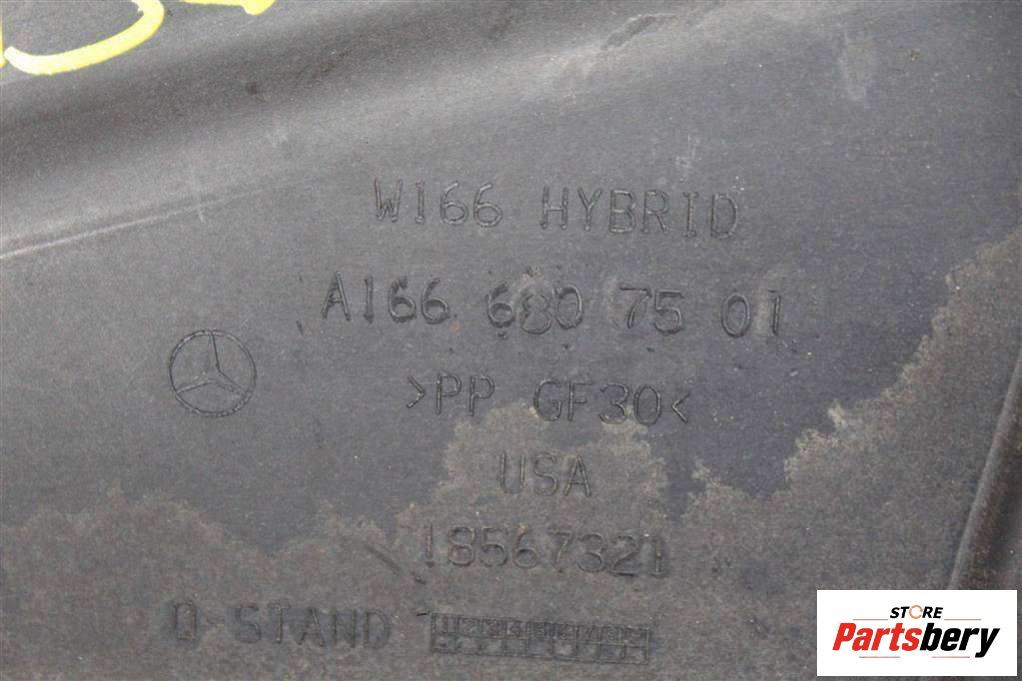 W166 HYBRID
A166 680 75 01
>PP GF30<
USA
18567321
Q-STAND
STORE
Partsbery